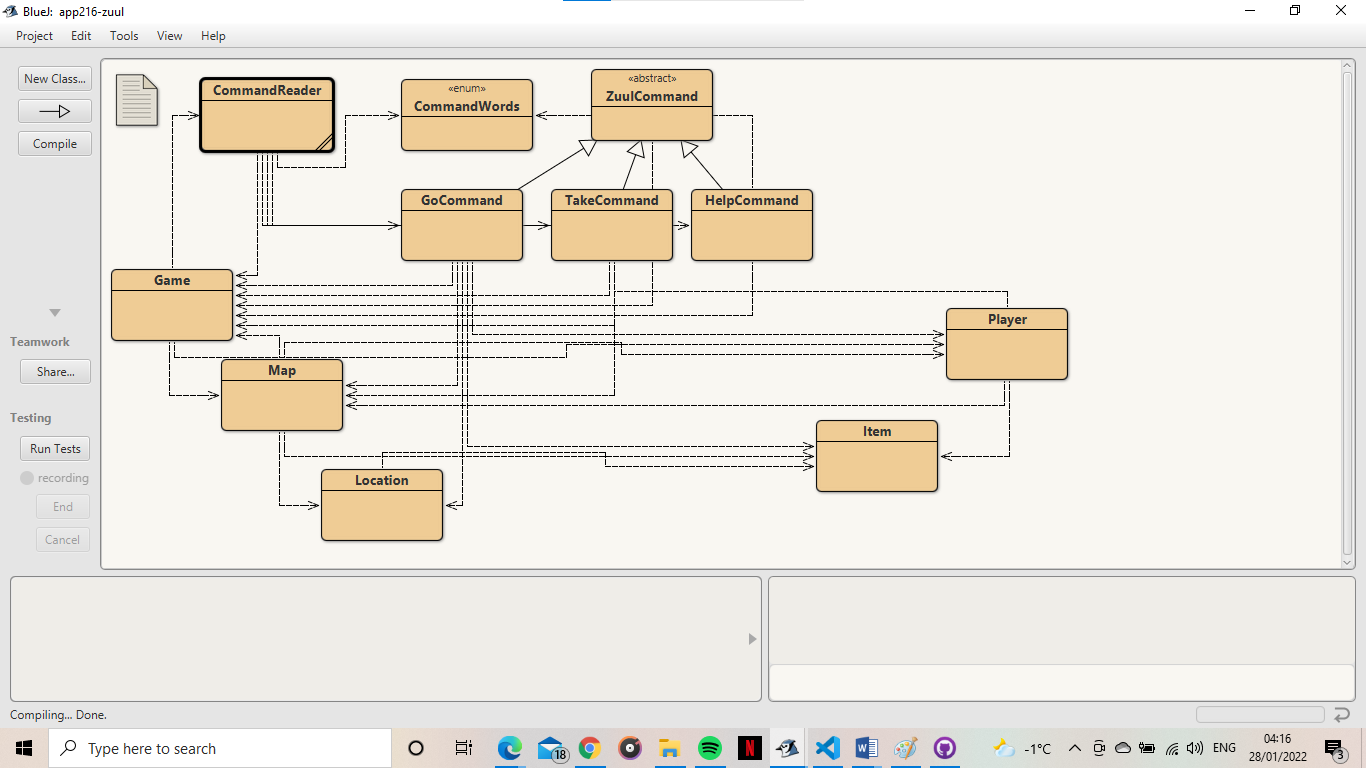 BlueJ: app216-zuul
Project Edit Tools View Help
New Class...
Compile
Teamwork
Share...
Testing
Run Tests
recording
End
Cancel
CommandReader
«enum»
CommandWords
«abstract»
ZuulCommand
GoCommand
TakeCommand
HelpCommand
Game
Player
Map
Item
Location
Compiling... Done.
Type here to search
18
N
W
-1°C
ENG
04:16
28/01/2022
3